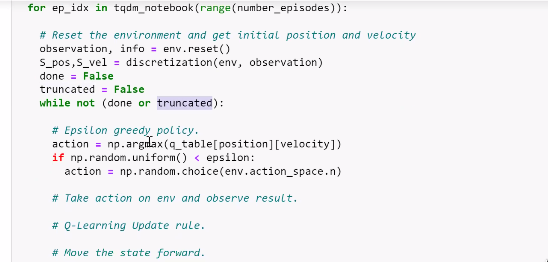 for ep_idx in tqdm_notebook(range(number_episodes)):
# Reset the environment and get initial position and velocity
observation, info = env.reset()
S_pos,S_vel = discretization(env, observation)
done = False
truncated = False
while not (done or truncated):
# Epsilon greedy policy.
action = np.argmax(q_table[position][velocity])
if np.random.uniform() < epsilon:
action = np.random.choice(env.action_space.n)
# Take action on env and observe result.
# Q-Learning Update rule.
# Move the state forward.